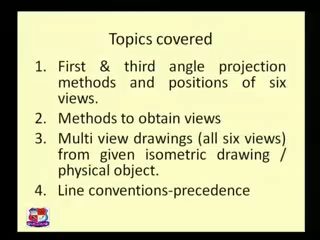 Topics covered
1. First & third angle projection
methods and positions of six
views.
2. Methods to obtain views
3. Multi view drawings (all six views)
from given isometric drawing /
physical object.
4. Line conventions-precedence